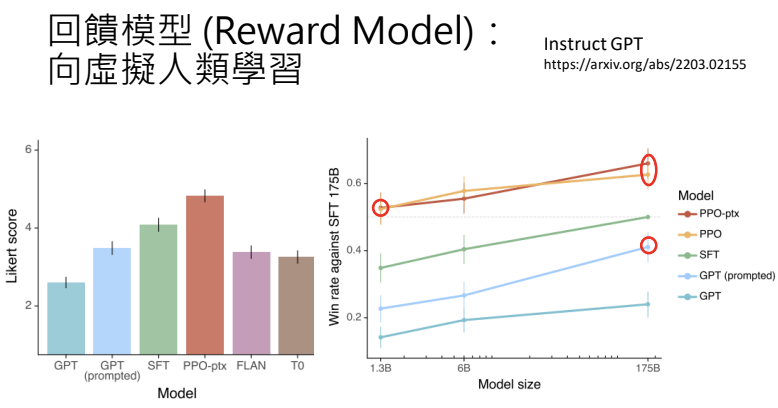 回饋模型 (Reward Model)：
向虛擬人類學習
Instruct GPT
https://arxiv.org/abs/2203.02155
6
4
2
Likert score
GPT
GPT
(prompted)
SFT
PPO-ptx
FLAN
T0
Model
0.6
0.4
0.2
Win rate against SFT 175B
1.3B
6B
175B
Model size
Model
PPO-ptx
PPO
SFT
GPT (prompted)
GPT